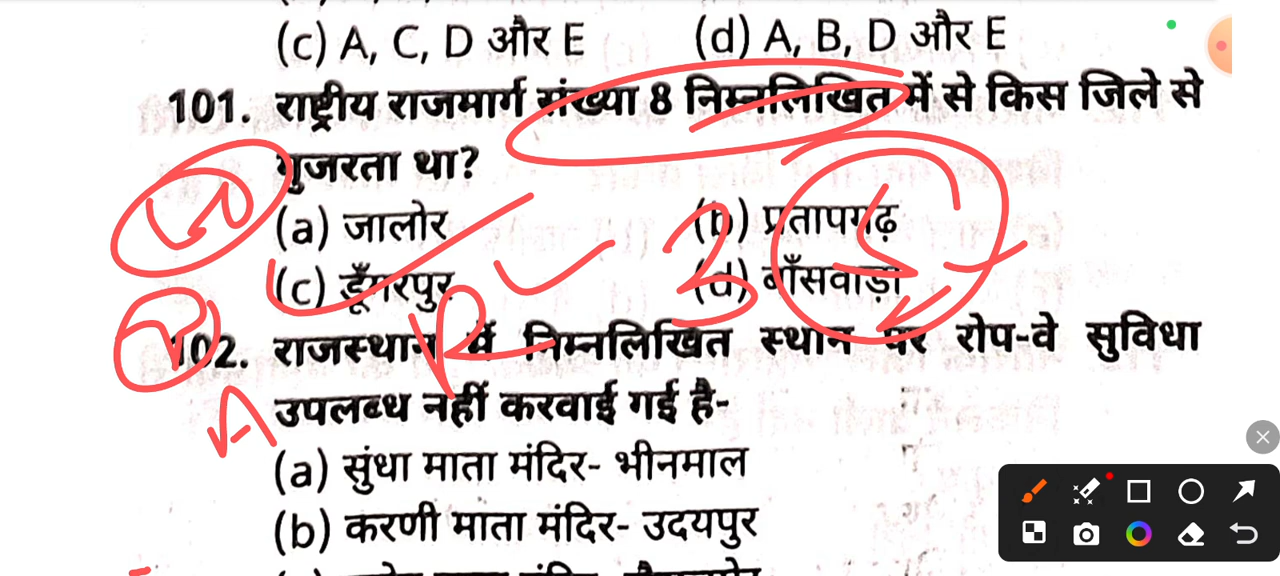 (c) A, C, D और E (d) A, B, D और E
101. राष्ट्रीय राजमार्ग संख्या 8 निम्नलिखित में से किस जिले से
गुजरता था?
(a) जालोर (b) प्रतापगढ़
(c) डूँगरपुर (d) बाँसवाड़ा
102. राजस्थान में निम्नलिखित स्थान पर रोप-वे सुविधा
उपलब्ध नहीं करवाई गई है-
(a) सुंधा माता मंदिर- भीनमाल
(b) करणी माता मंदिर- उदयपुर